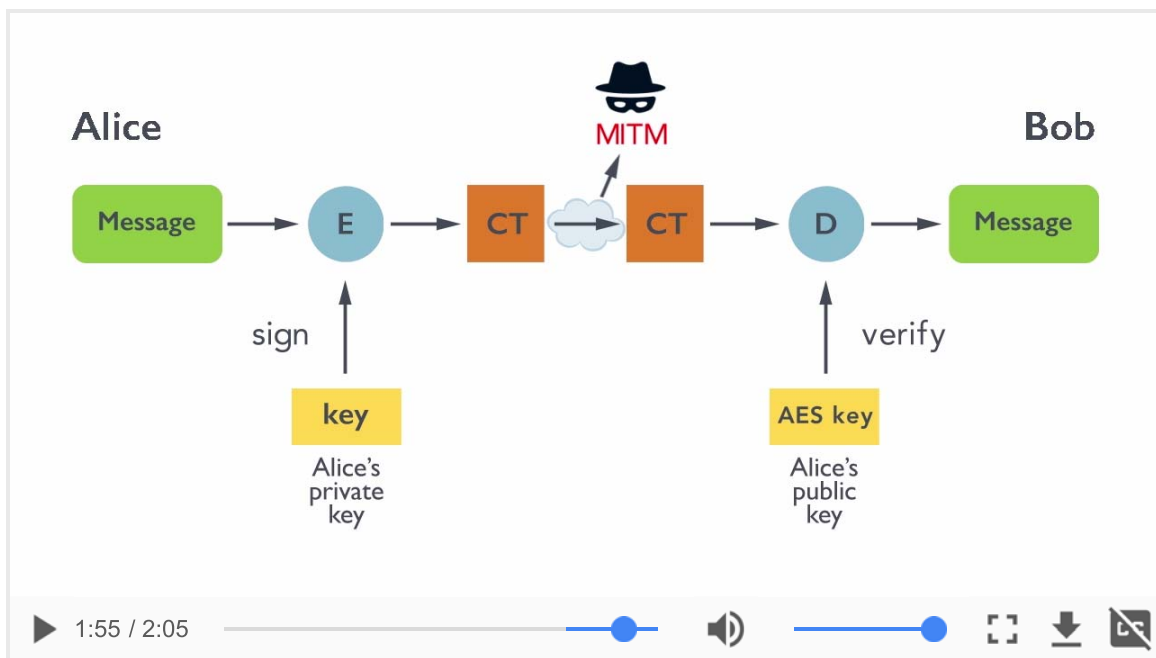 MITM
Alice
Bob
Message
E
CT
CT
D
Message
sign
verify
key
AES key
Alice's
private
key
Alice's
public
key
1:55 / 2:05
CC